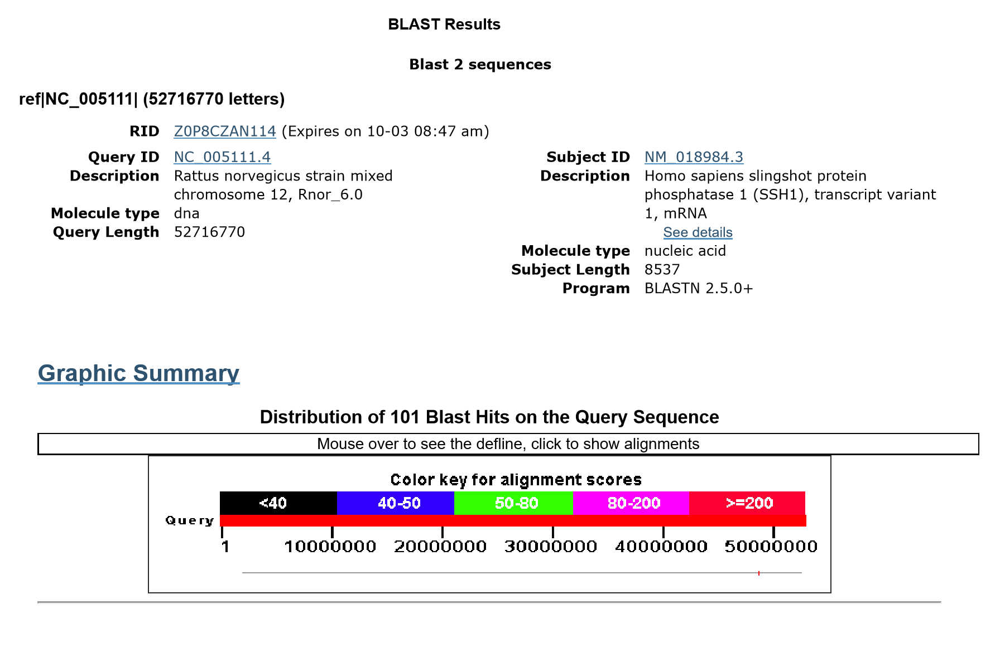 BLAST Results
Blast 2 sequences
ref|NC_005111| (52716770 letters)
RID Z0P8CZAN114 (Expires on 10-03 08:47 am)
Query ID NC_005111.4
Description Rattus norvegicus strain mixed
chromosome 12, Rnor_6.0
Molecule type dna
Query Length 52716770
Subject ID NM_018984.3
Description Homo sapiens slingshot protein
phosphatase 1 (SSH1), transcript variant
1, mRNA
See details
Molecule type nucleic acid
Subject Length 8537
Program BLASTN 2.5.0+
Graphic Summary
Distribution of 101 Blast Hits on the Query Sequence
Mouse over to see the defline, click to show alignments
Color key for alignment scores
<40 40-50 50-80 80-200 >=200
Query
1 10000000 20000000 30000000 40000000 50000000